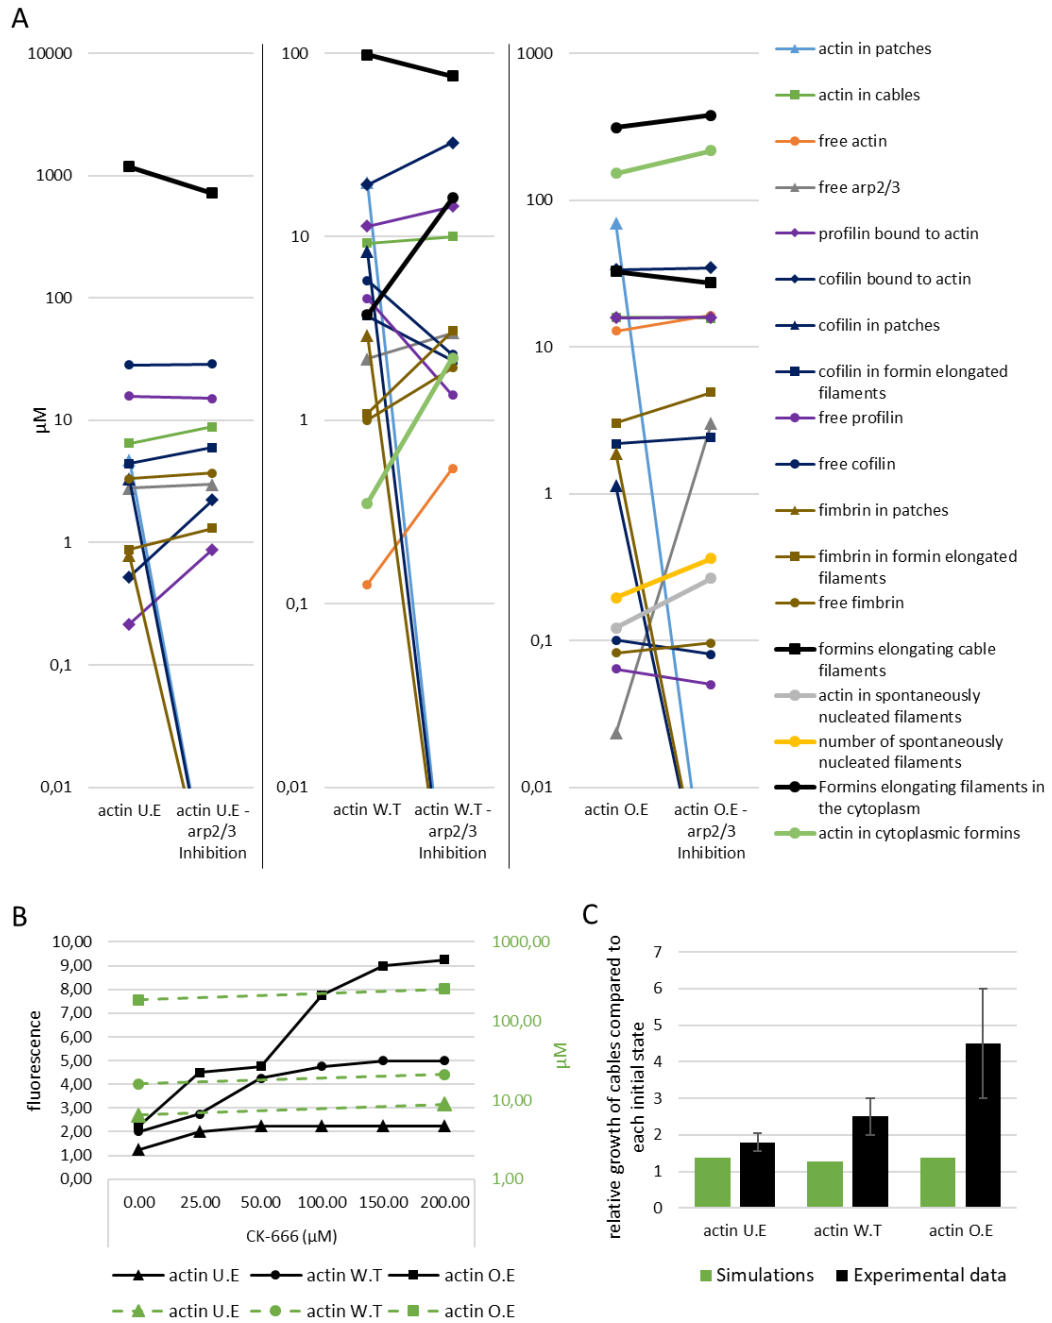 A
10000
1000
100
10
1
0,1
0,01
µM
actin U.E
actin U.E -
arp2/3
Inhibition
100
10
1
0,1
0,01
actin W.T
actin W.T -
arp2/3
Inhibition
1000
100
10
1
0,1
0,01
actin O.E
actin O.E -
arp2/3
Inhibition
actin in patches
actin in cables
free actin
free arp2/3
profilin bound to actin
cofilin bound to actin
cofilin in patches
cofilin in formin elongated
filaments
free profilin
free cofilin
fimbrin in patches
fimbrin in formin elongated
filaments
free fimbrin
formins elongating cable
filaments
actin in spontaneously
nucleated filaments
number of spontaneously
nucleated filaments
Formins elongating filaments in
the cytoplasm
actin in cytoplasmic formins
B
fluorescence
10,00
9,00
8,00
7,00
6,00
5,00
4,00
3,00
2,00
1,00
0,00
1000,00
100,00
10,00
1,00
µM
0.00 25.00 50.00 100.00 150.00 200.00
CK-666 (µM)
actin U.E actin W.T actin O.E
actin U.E actin W.T actin O.E
C
relative growth of cables compared to
each initial state
7
6
5
4
3
2
1
0
actin U.E actin W.T actin O.E
Simulations Experimental data